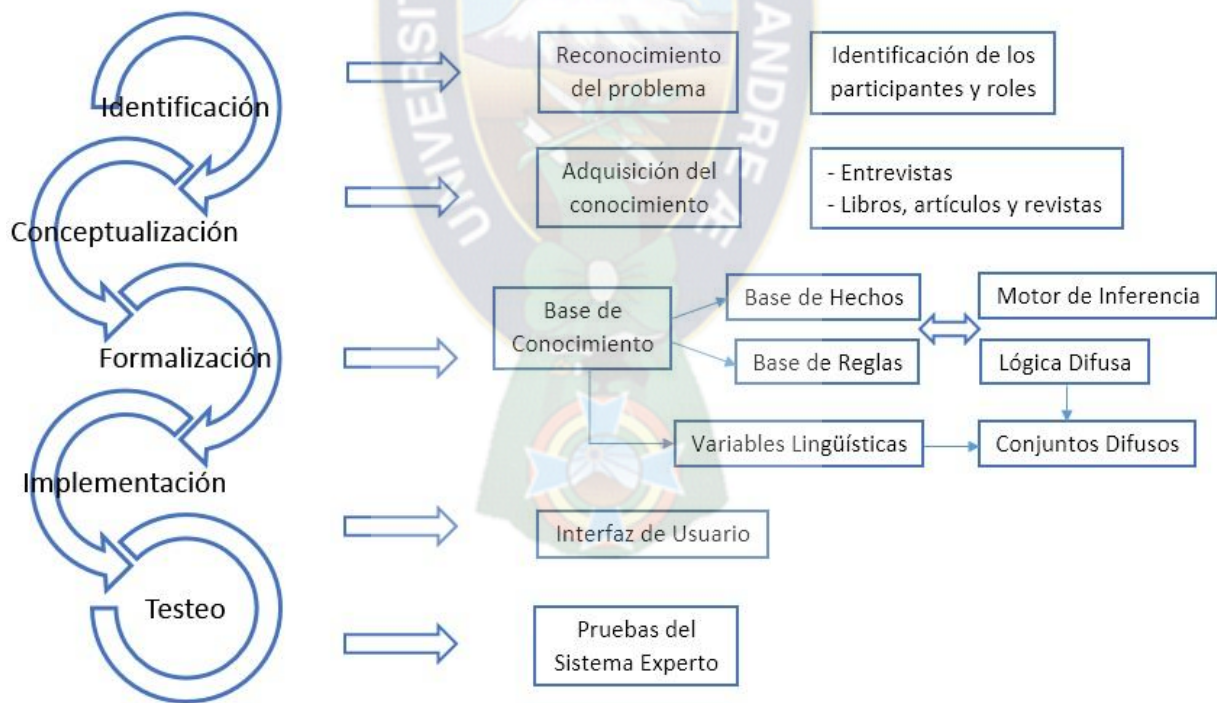 Identificación
Reconocimiento
del problema
Identificación de los
participantes y roles
Conceptualización
Adquisición del
conocimiento
- Entrevistas
- Libros, artículos y revistas
Formalización
Base de
Conocimiento
Base de Hechos
Motor de Inferencia
Base de Reglas
Lógica Difusa
Variables Lingüísticas
Conjuntos Difusos
Implementación
Interfaz de Usuario
Testeo
Pruebas del
Sistema Experto
UNIVERSI
ANDRE Æ